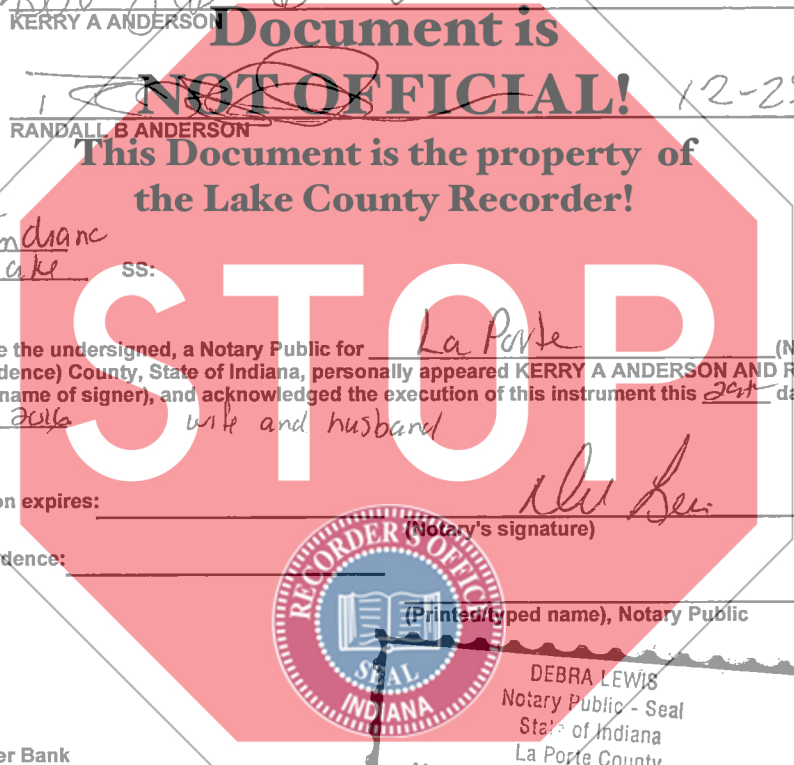 KERRY A ANDERSON
Document is
NOT OFFICIAL!
12-2
RANDALL B ANDERSON
This Document is the property of
the Lake County Recorder!
ndiana
ake SS:
e the undersigned, a Notary Public for La Porte (N
dence) County, State of Indiana, personally appeared KERRY A ANDERSON AND R
name of signer), and acknowledged the execution of this instrument this da
2016 wife and husband
STOP
on expires:
(Notary's signature)
dence:
RECORDER'S OFFICE
SEAL
INDIANA
(Printed/typed name), Notary Public
DEBRA LEWIS
Notary Public - Seal
State of Indiana
La Porte County
er Bank